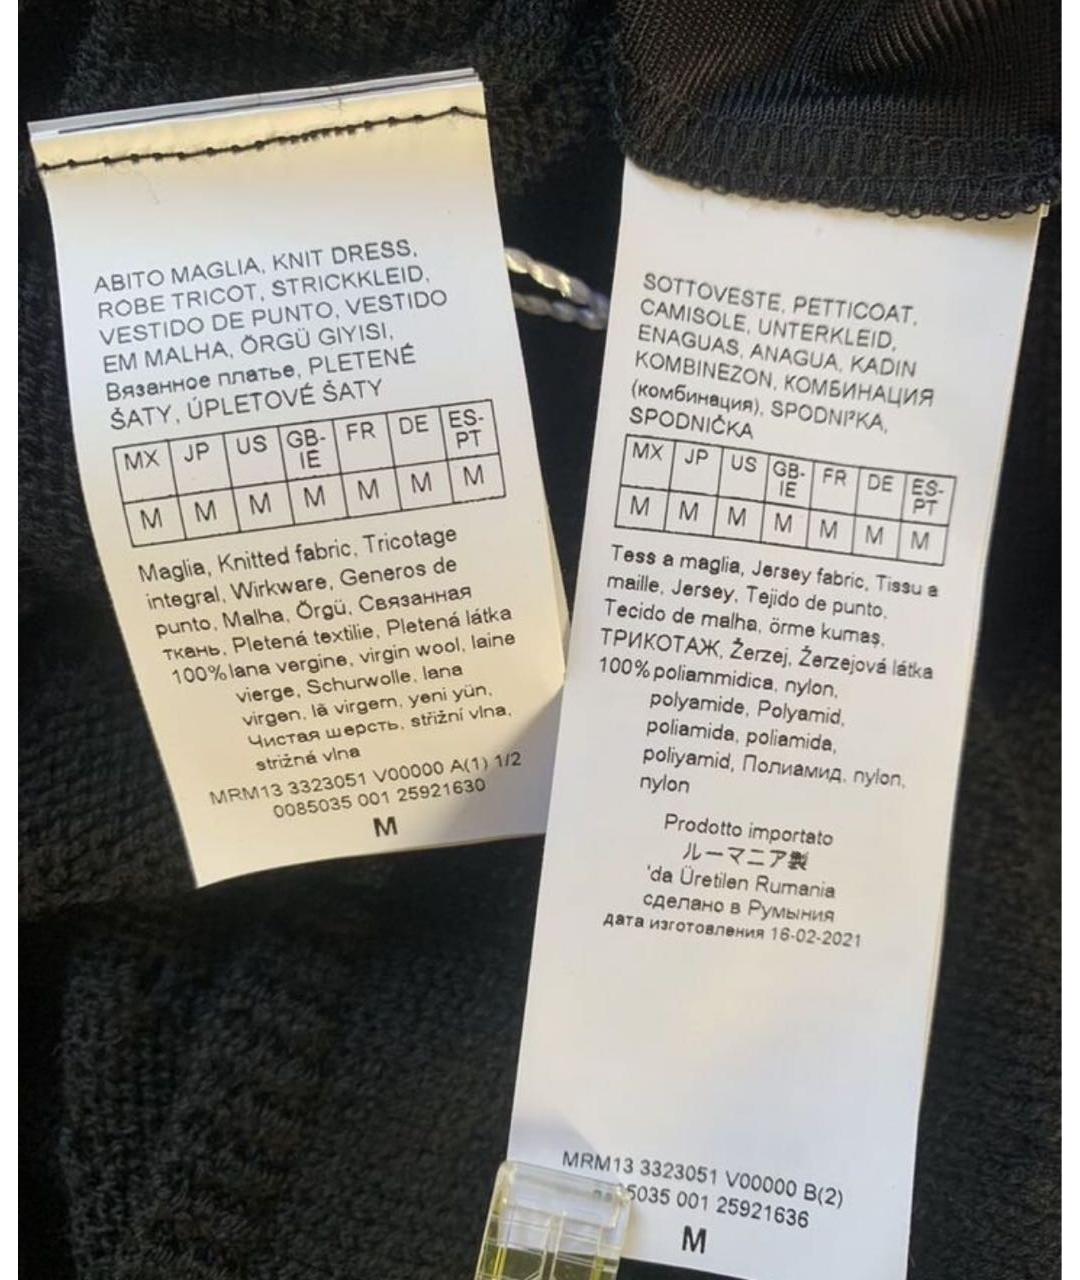 ABITO MAGLIA, KNIT DRESS,
ROBE TRICOT, STRICKKLEID,
VESTIDO DE PUNTO, VESTIDO
EM MALHA, ÖRGÜ GIYISI,
Вязанное платье, PLETENÉ
ŠATY, ÚPLETOVÉ ŠATY
MX JP US GB-IE FR DE ES-PT
M M M M M M M
Maglia, Knitted fabric, Tricotage
integral, Wirkware, Generos de
punto, Malha, Örgü, Связанная
ткань, Pletená textilie, Pletená látka
100% lana vergine, virgin wool, laine
vierge, Schurwolle, lana
virgen, lã virgem, yeni yün,
Чистая шерсть, střižní vlna,
strižná vlna
MRM13 3323051 V00000 A(1) 1/2
0085035 001 25921630
M
SOTTOVESTE, PETTICOAT,
CAMISOLE, UNTERKLEID,
ENAGUAS, ANAGUA, KADIN
KOMBINEZON, КОМБИНАЦИЯ
(комбинация), SPODNI²KA,
SPODNIČKA
MX JP US GB-IE FR DE ES-PT
M M M M M M M
Tess a maglia, Jersey fabric, Tissu a
maille, Jersey, Tejido de punto,
Tecido de malha, örme kumaş,
ТРИКОТАЖ, Žerzej, Žerzejová látka
100% poliammidica, nylon,
polyamide, Polyamid,
poliamida, poliamida,
poliyamid, Полиамид, nylon,
nylon
Prodotto importato
ルーマニア製
'da Üretilen Rumania
сделано в Румыния
дата изготовления 16-02-2021
MRM13 3323051 V00000 B(2)
5035 001 25921636
M